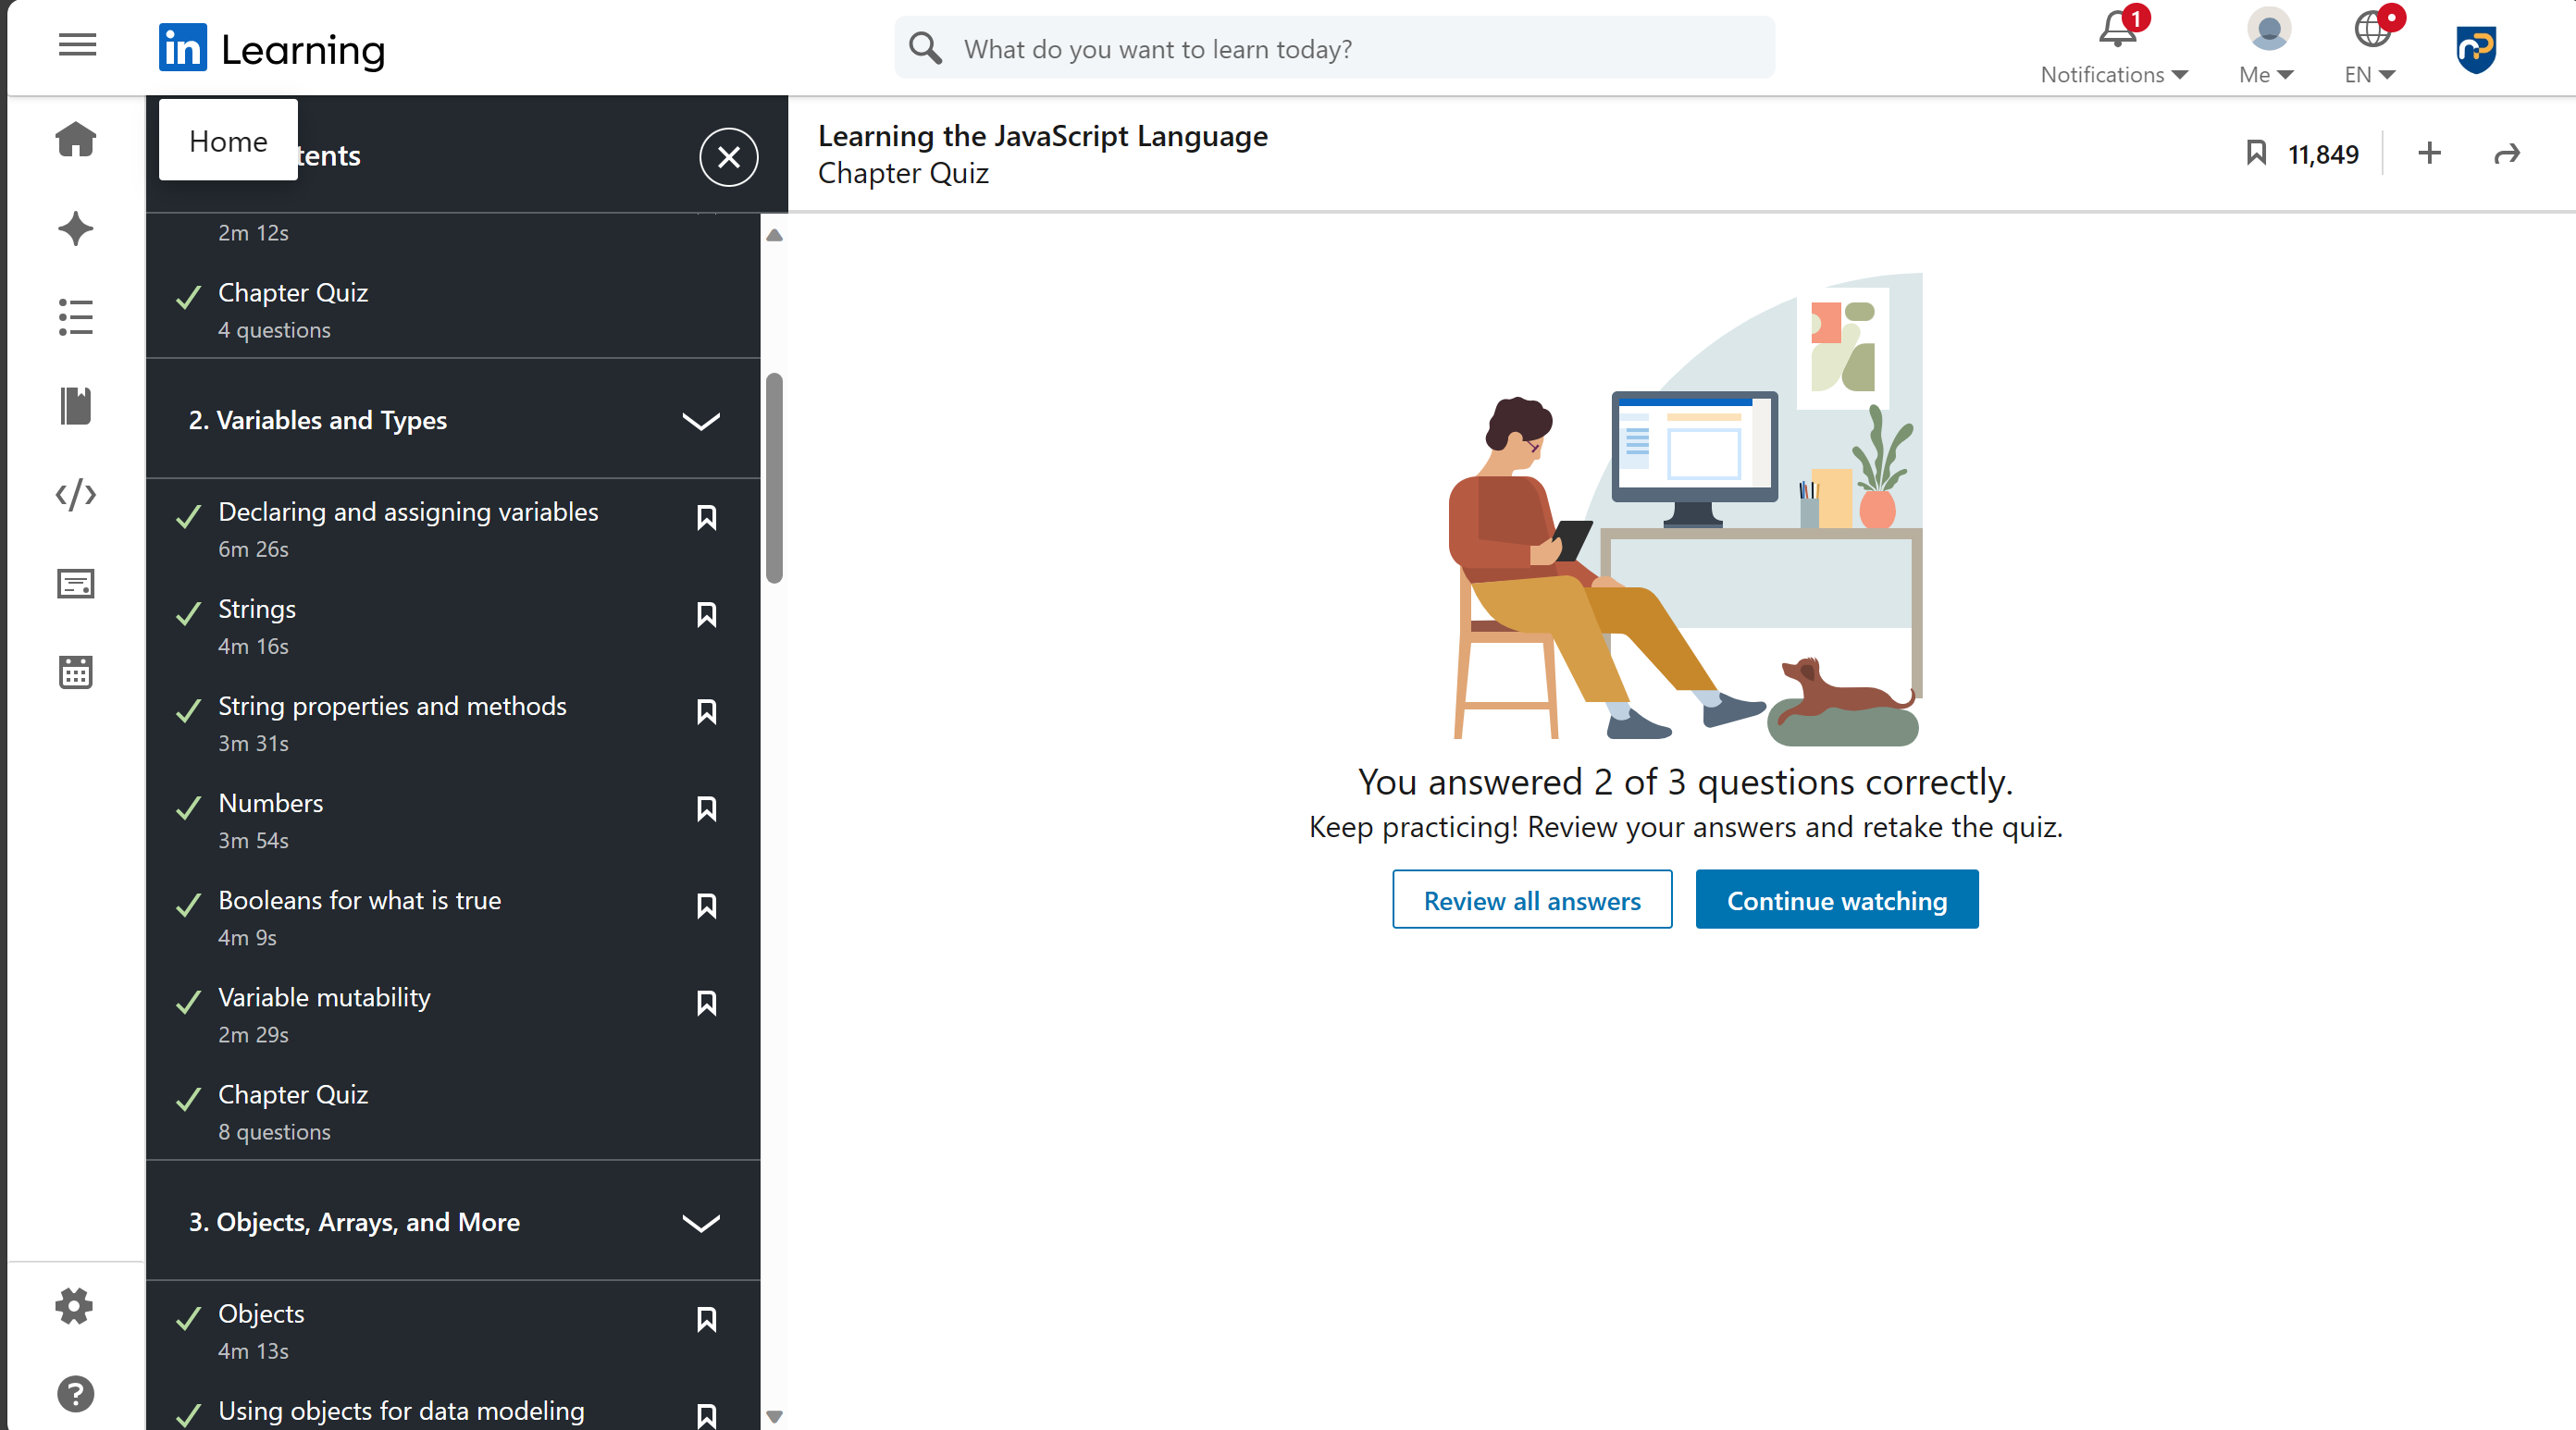 in Learning
What do you want to learn today?
1
Notifications
Me
EN
Home
tents
Learning the JavaScript Language
Chapter Quiz
11,849
2m 12s
Chapter Quiz
4 questions
2. Variables and Types
Declaring and assigning variables
6m 26s
Strings
4m 16s
String properties and methods
3m 31s
Numbers
3m 54s
Booleans for what is true
4m 9s
Variable mutability
2m 29s
Chapter Quiz
8 questions
3. Objects, Arrays, and More
Objects
4m 13s
Using objects for data modeling
You answered 2 of 3 questions correctly.
Keep practicing! Review your answers and retake the quiz.
Review all answers
Continue watching